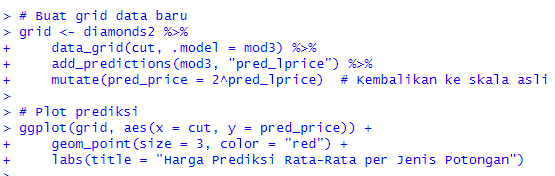 > # Buat grid data baru
> grid <- diamonds2 %>%
+     data_grid(cut, .model = mod3) %>%
+     add_predictions(mod3, "pred_lprice") %>%
+     mutate(pred_price = 2^pred_lprice)  # Kembalikan ke skala asli
>
> # Plot prediksi
> ggplot(grid, aes(x = cut, y = pred_price)) +
+     geom_point(size = 3, color = "red") +
+     labs(title = "Harga Prediksi Rata-Rata per Jenis Potongan")
>